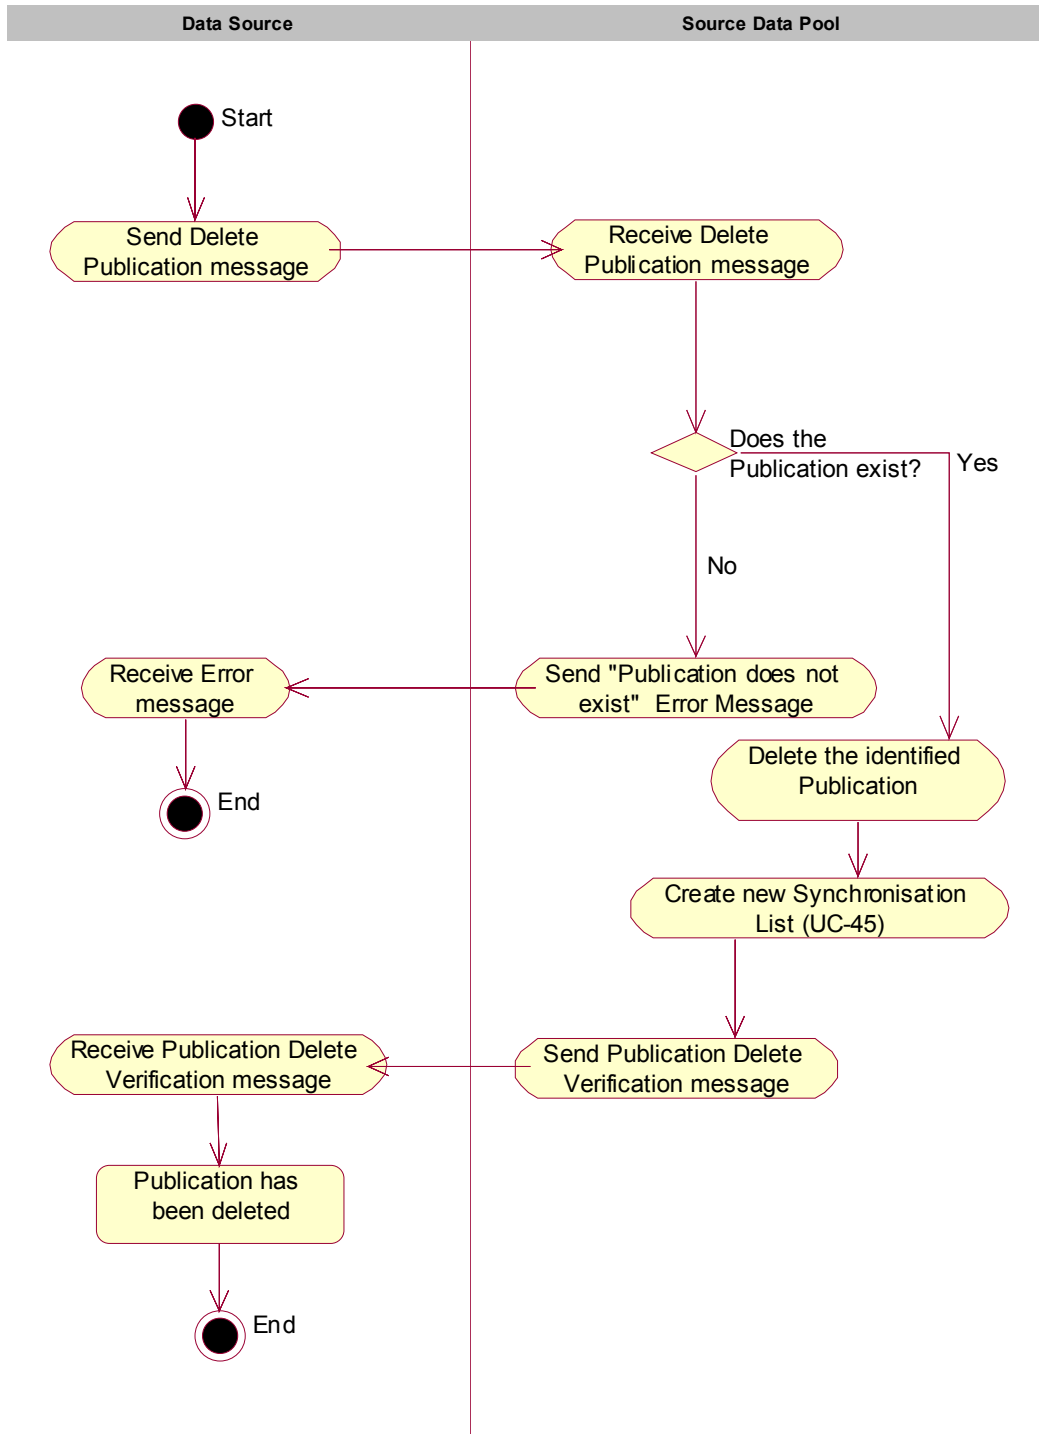 Data Source
Source Data Pool
Start
Send Delete
Publication message
Receive Delete
Publication message
Does the
Publication exist?
Yes
No
Receive Error
message
Send "Publication does not
exist"  Error Message
Delete the identified
Publication
End
Create new Synchronisation
List (UC-45)
Receive Publication Delete
Verification message
Send Publication Delete
Verification message
Publication has
been deleted
End